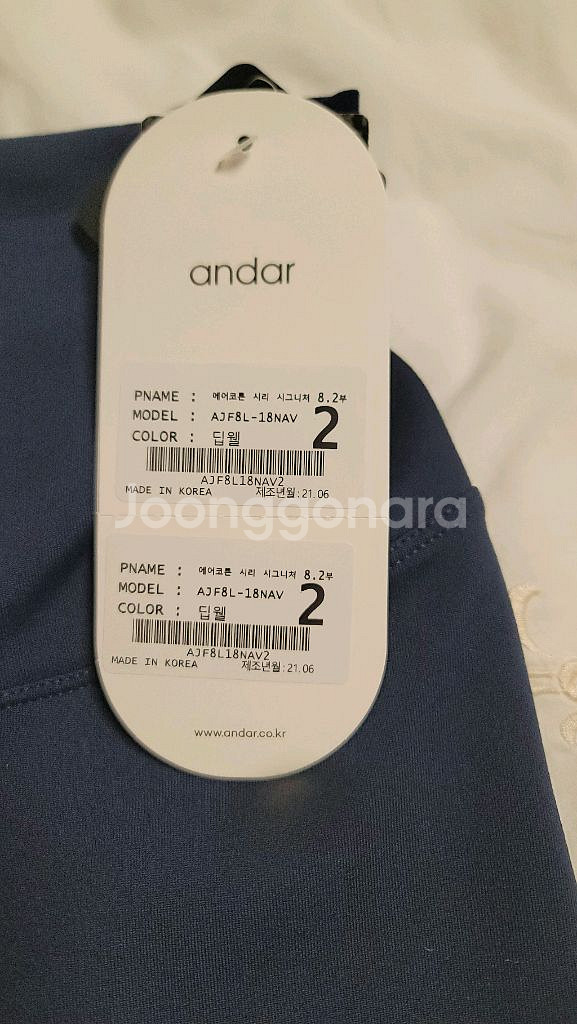 andar
PNAME : 에어코튼 시리 시그니처 8.2부
MODEL : AJF8L-18NAV 2
COLOR : 딥웰
AJF8L18NAV2
MADE IN KOREA 제조년월:21.06
Joonggonara
PNAME : 에어코튼 시리 시그니처 8.2부
MODEL : AJF8L-18NAV 2
COLOR : 딥웰
AJF8L18NAV2
MADE IN KOREA 제조년월:21.06
www.andar.co.kr